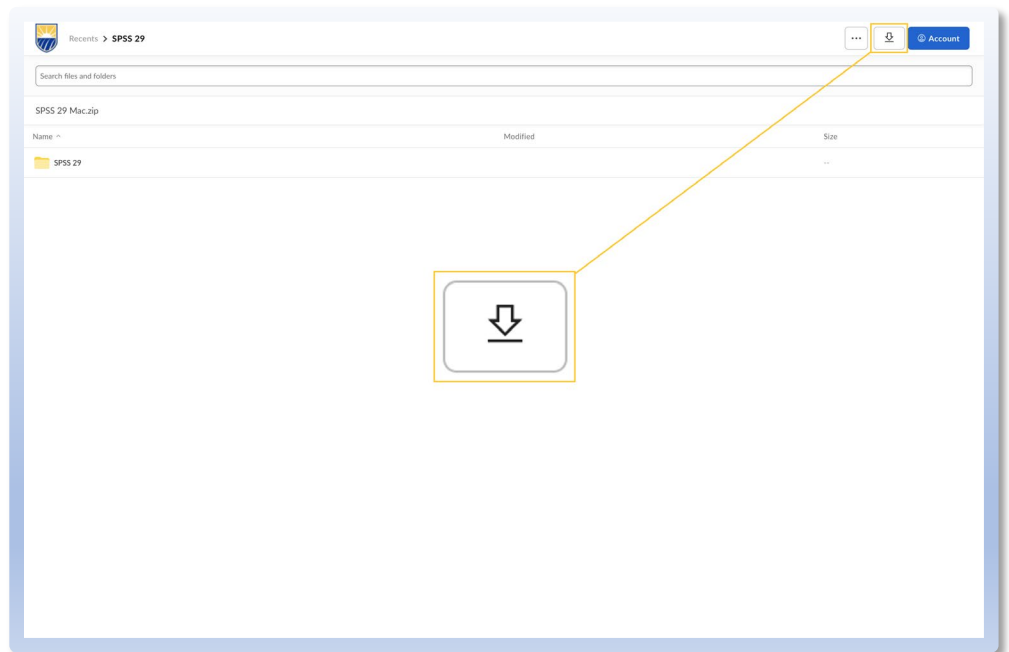 Recents > SPSS 29
... Account
Search files and folders
SPSS 29 Mac.zip
Name Modified Size
SPSS 29 --